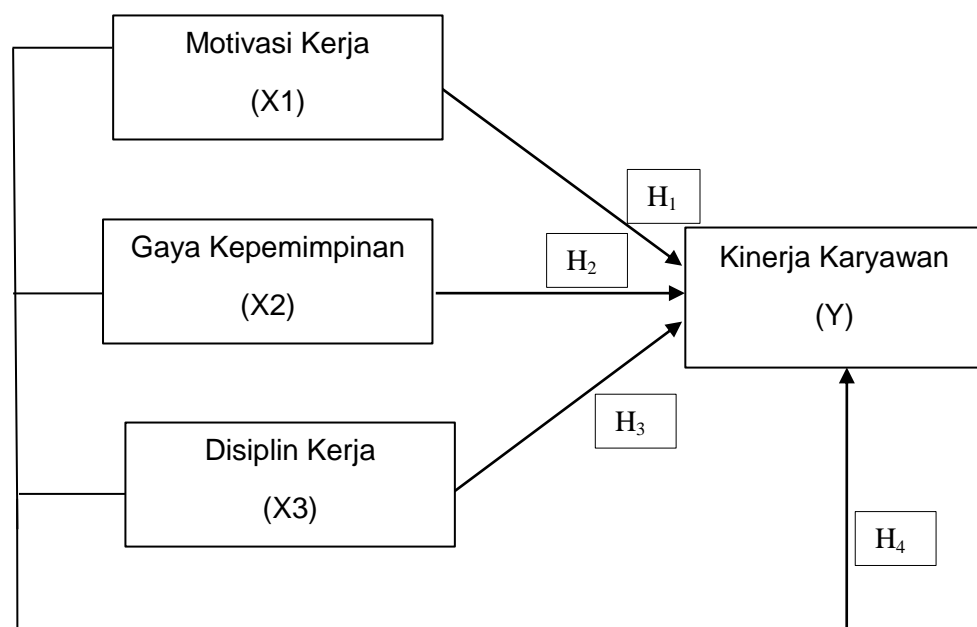 Motivasi Kerja
(X1)
H₁
Gaya Kepemimpinan
(X2)
H₂
Kinerja Karyawan
(Y)
Disiplin Kerja
(X3)
H₃
H₄